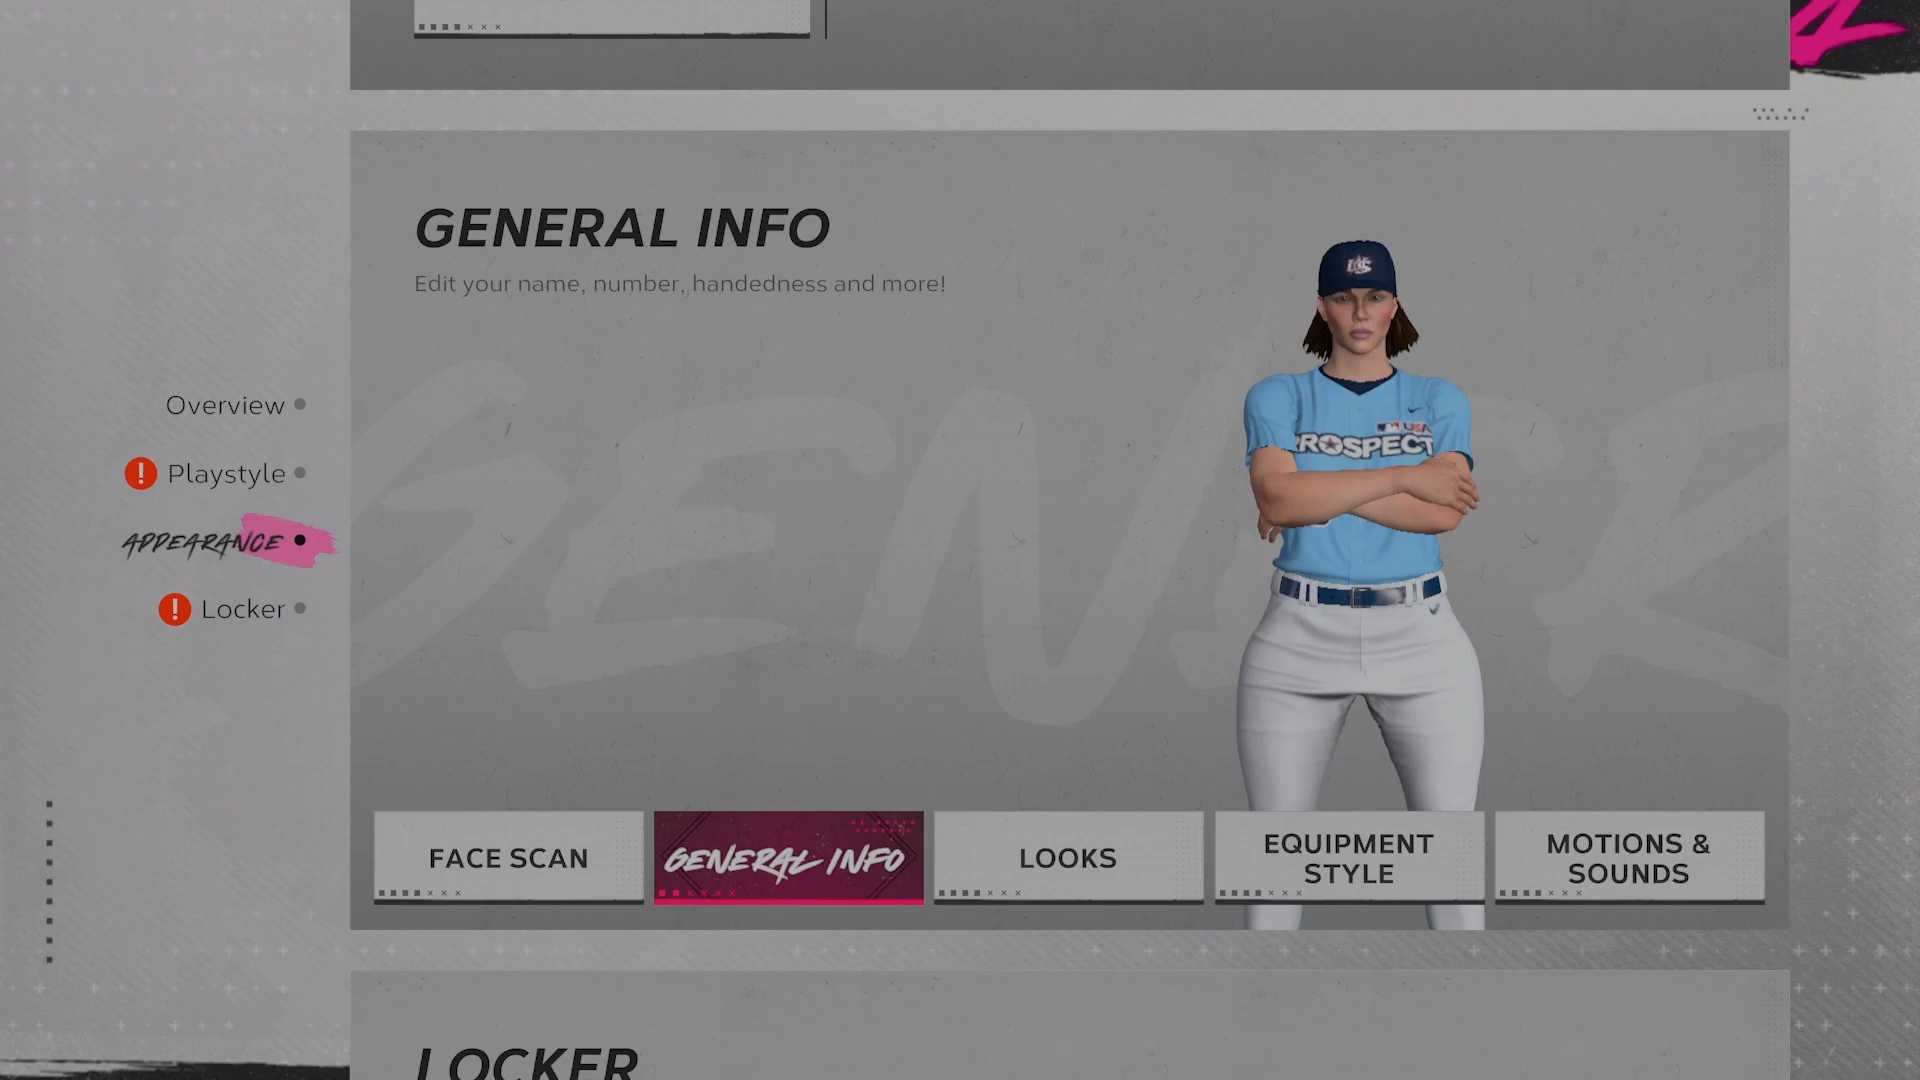 GENERAL INFO
Edit your name, number, handedness and more!
Overview
Playstyle
APPEARANCE
Locker
PROSPECT
FACE SCAN
GENERAL INFO
LOOKS
EQUIPMENT
STYLE
MOTIONS &
SOUNDS
LOCKER